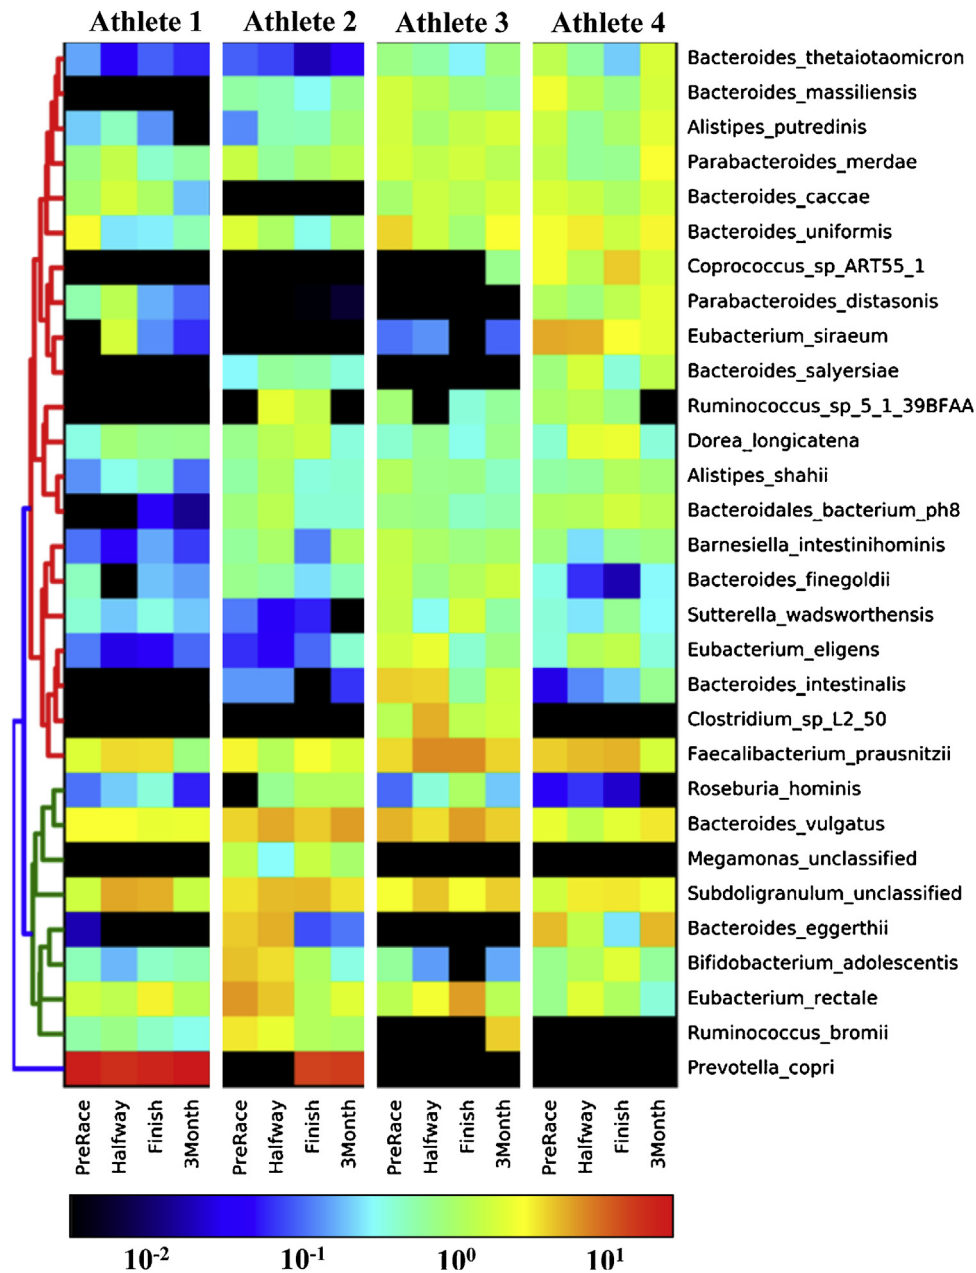 Athlete 1 Athlete 2 Athlete 3 Athlete 4
Bacteroides_thetaiotaomicron
Bacteroides_massiliensis
Alistipes_putredinis
Parabacteroides_merdae
Bacteroides_caccae
Bacteroides_uniformis
Coprococcus_sp_ART55_1
Parabacteroides_distasonis
Eubacterium_siraeum
Bacteroides_salyersiae
Ruminococcus_sp_5_1_39BFAA
Dorea_longicatena
Alistipes_shahii
Bacteroidales_bacterium_ph8
Barnesiella_intestinihominis
Bacteroides_finegoldii
Sutterella_wadsworthensis
Eubacterium_eligens
Bacteroides_intestinalis
Clostridium_sp_L2_50
Faecalibacterium_prausnitzii
Roseburia_hominis
Bacteroides_vulgatus
Megamonas_unclassified
Subdoligranulum_unclassified
Bacteroides_eggerthii
Bifidobacterium_adolescentis
Eubacterium_rectale
Ruminococcus_bromii
Prevotella_copri
PreRace Halfway Finish 3Month PreRace Halfway Finish 3Month PreRace Halfway Finish 3Month PreRace Halfway Finish 3Month
10⁻² 10⁻¹ 10⁰ 10¹